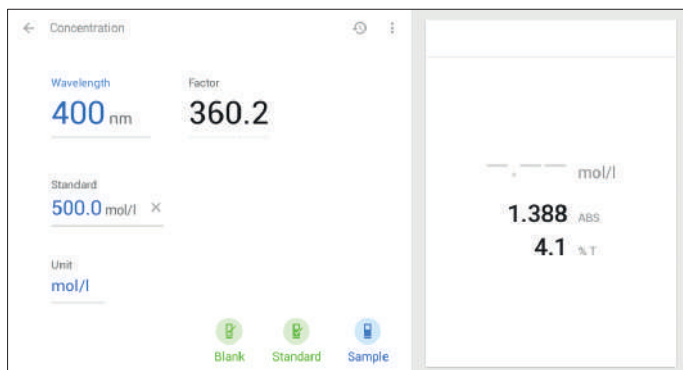 Concentration
Wavelength
400 nm
Factor
360.2
Standard
500.0 mol/l ×
Unit
mol/l
Blank
Standard
Sample
—.—— mol/l
1.388 ABS
4.1 % T